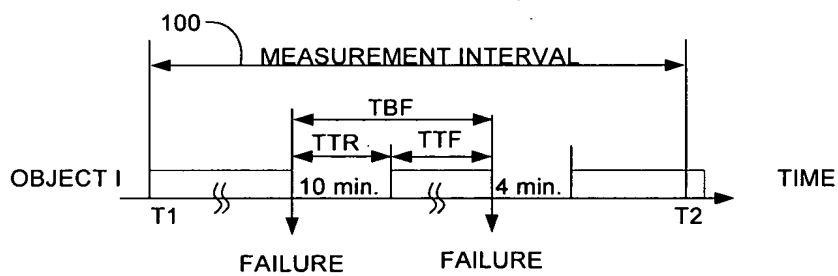 100
MEASUREMENT INTERVAL
TBF
TTR
TTF
OBJECT I
10 min.
4 min.
TIME
T1
T2
FAILURE
FAILURE